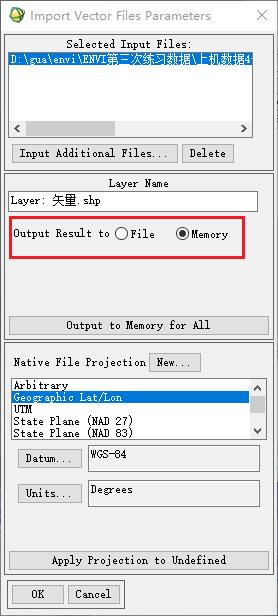 Import Vector Files Parameters
Selected Input Files:
D:\gua\envi\ENVI第三次练习数据\上机数据4
Input Additional Files...
Delete
Layer Name
Layer: 矢量.shp
Output Result to File Memory
Output to Memory for All
Native File Projection New...
Arbitrary
Geographic Lat/Lon
UTM
State Plane (NAD 27)
State Plane (NAD 83)
Datum... WGS-84
Units... Degrees
Apply Projection to Undefined
OK Cancel